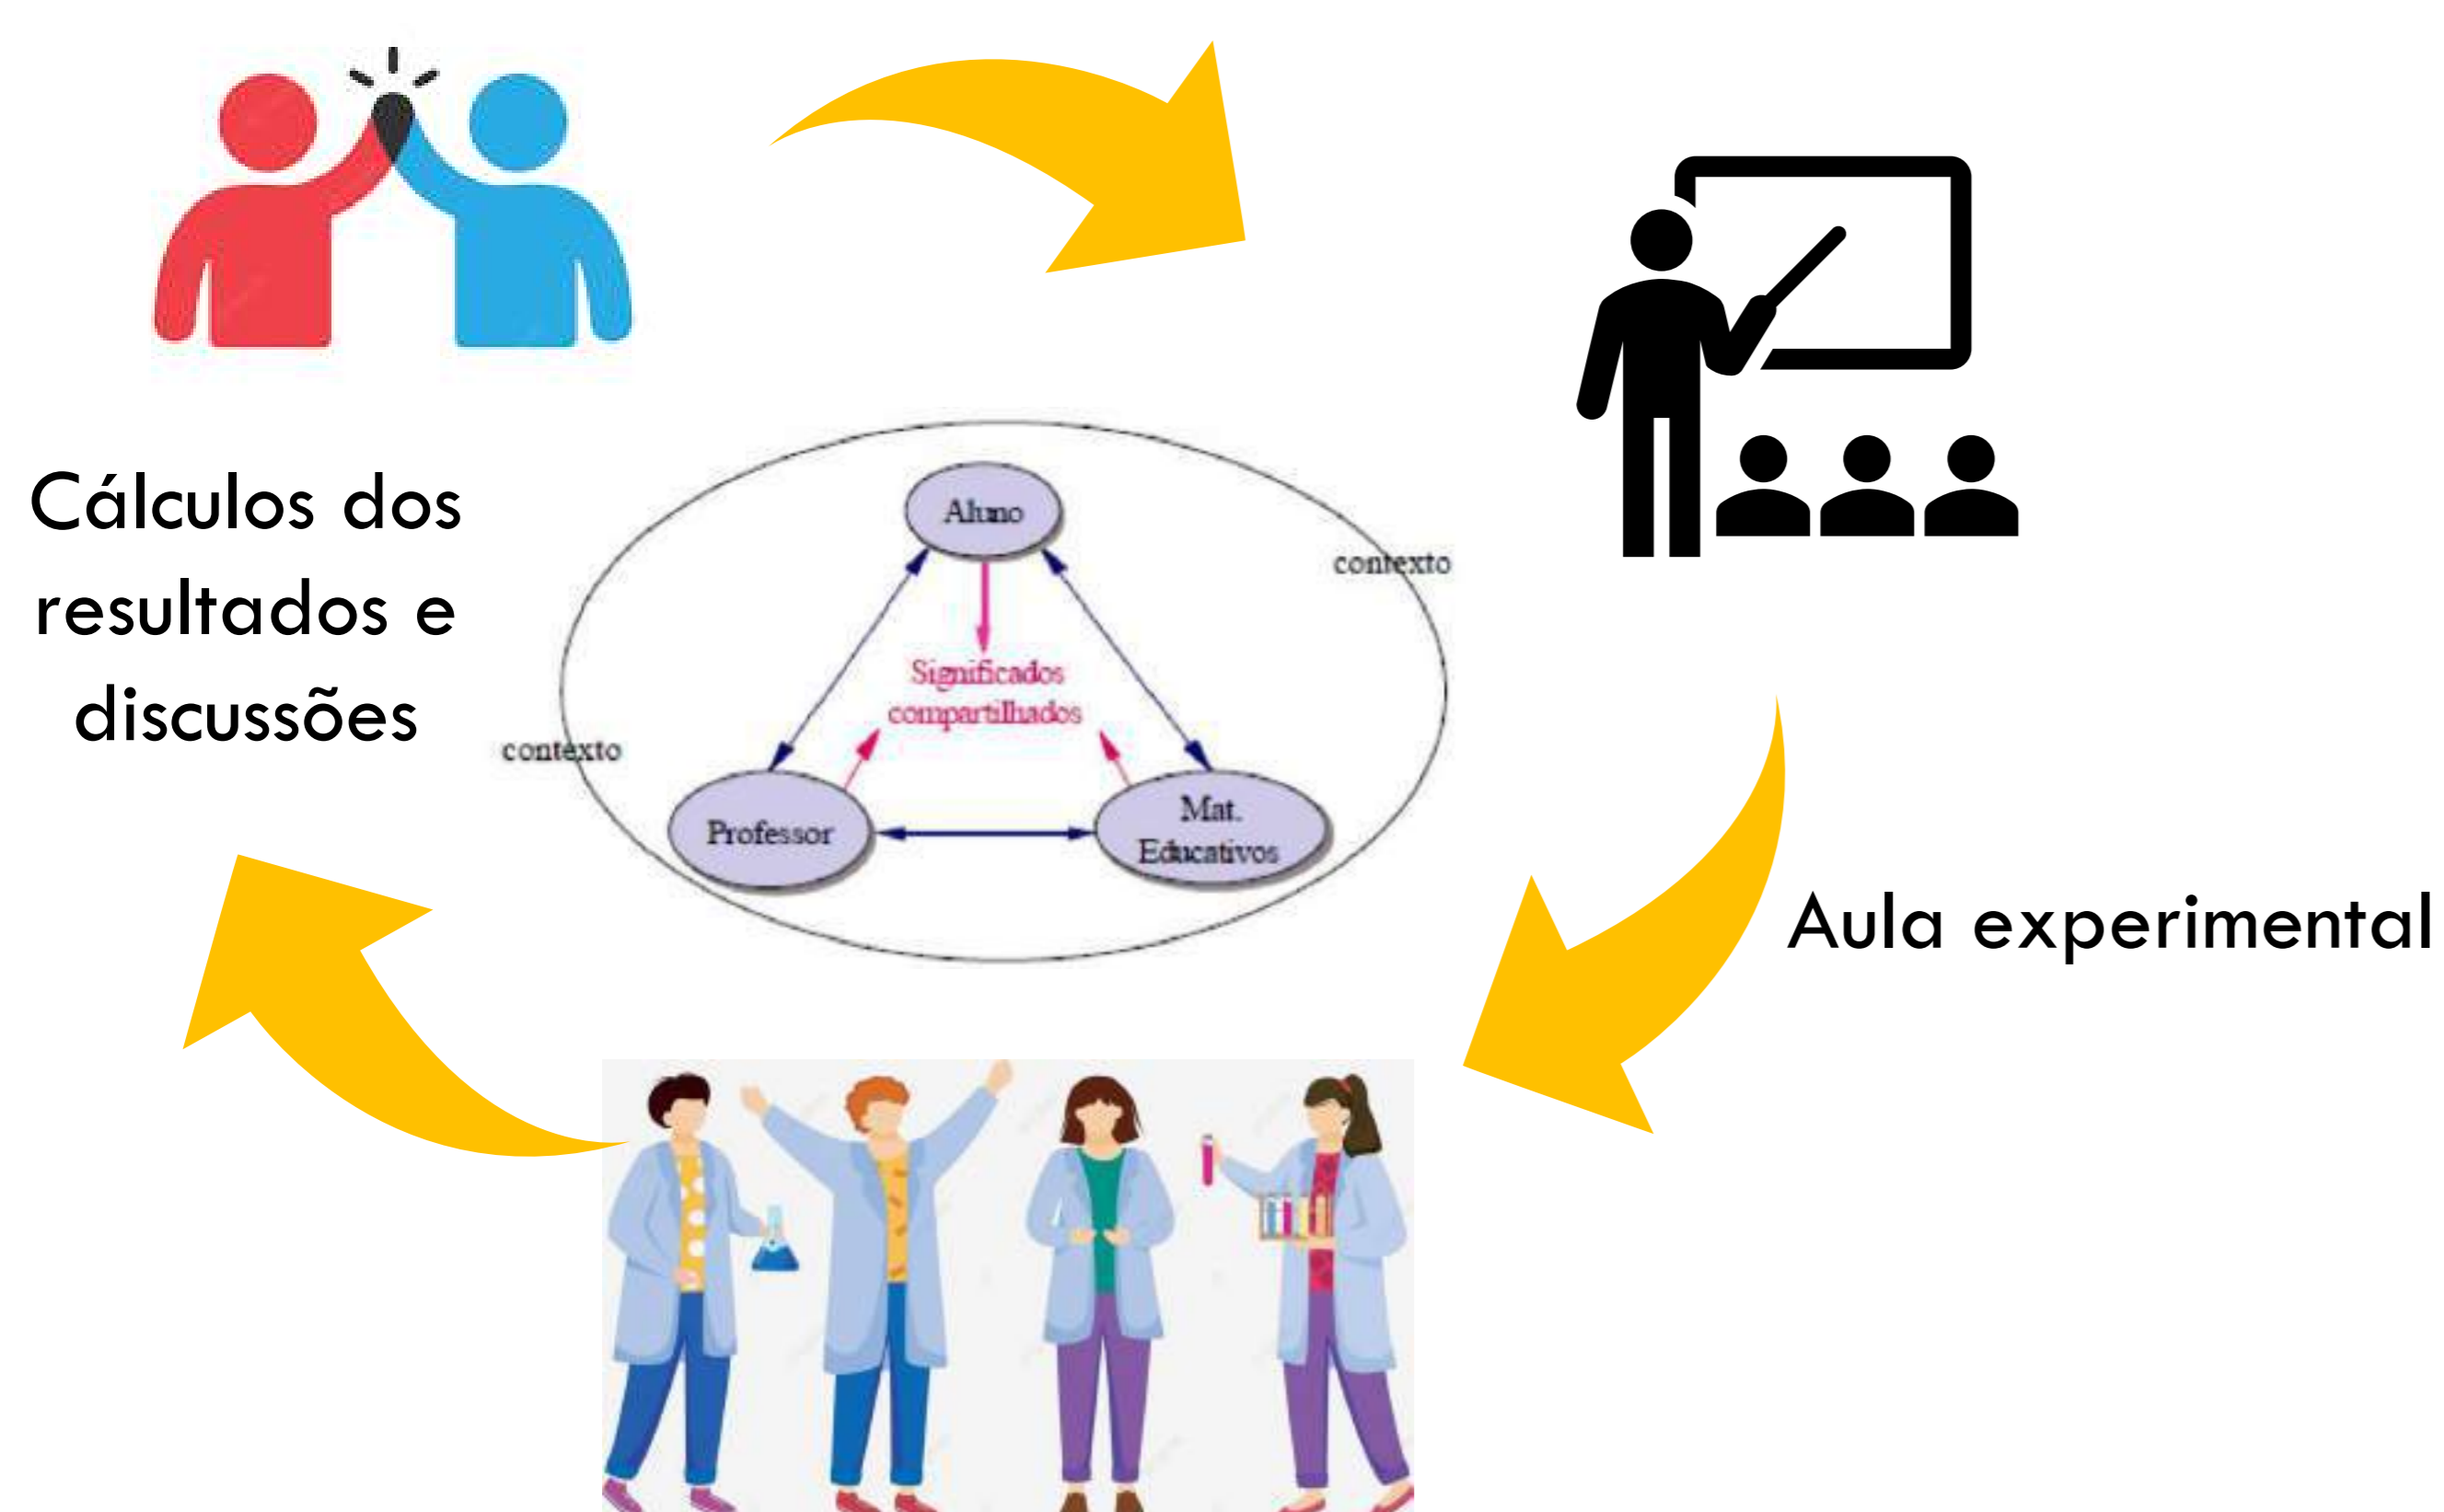 Cálculos dos
resultados e
discussões
Aluno
contexto
Significados
compartilhados
contexto
Professor
Mat.
Educativos
Aula experimental